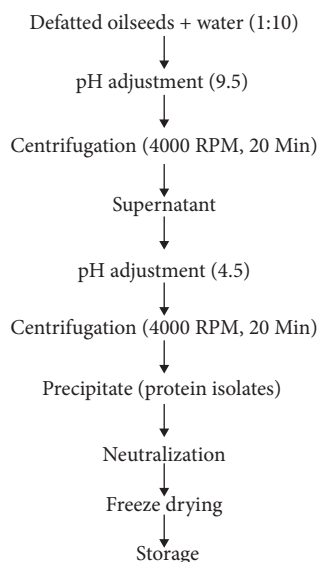 Defatted oilseeds + water (1:10)
pH adjustment (9.5)
Centrifugation (4000 RPM, 20 Min)
Supernatant
pH adjustment (4.5)
Centrifugation (4000 RPM, 20 Min)
Precipitate (protein isolates)
Neutralization
Freeze drying
Storage